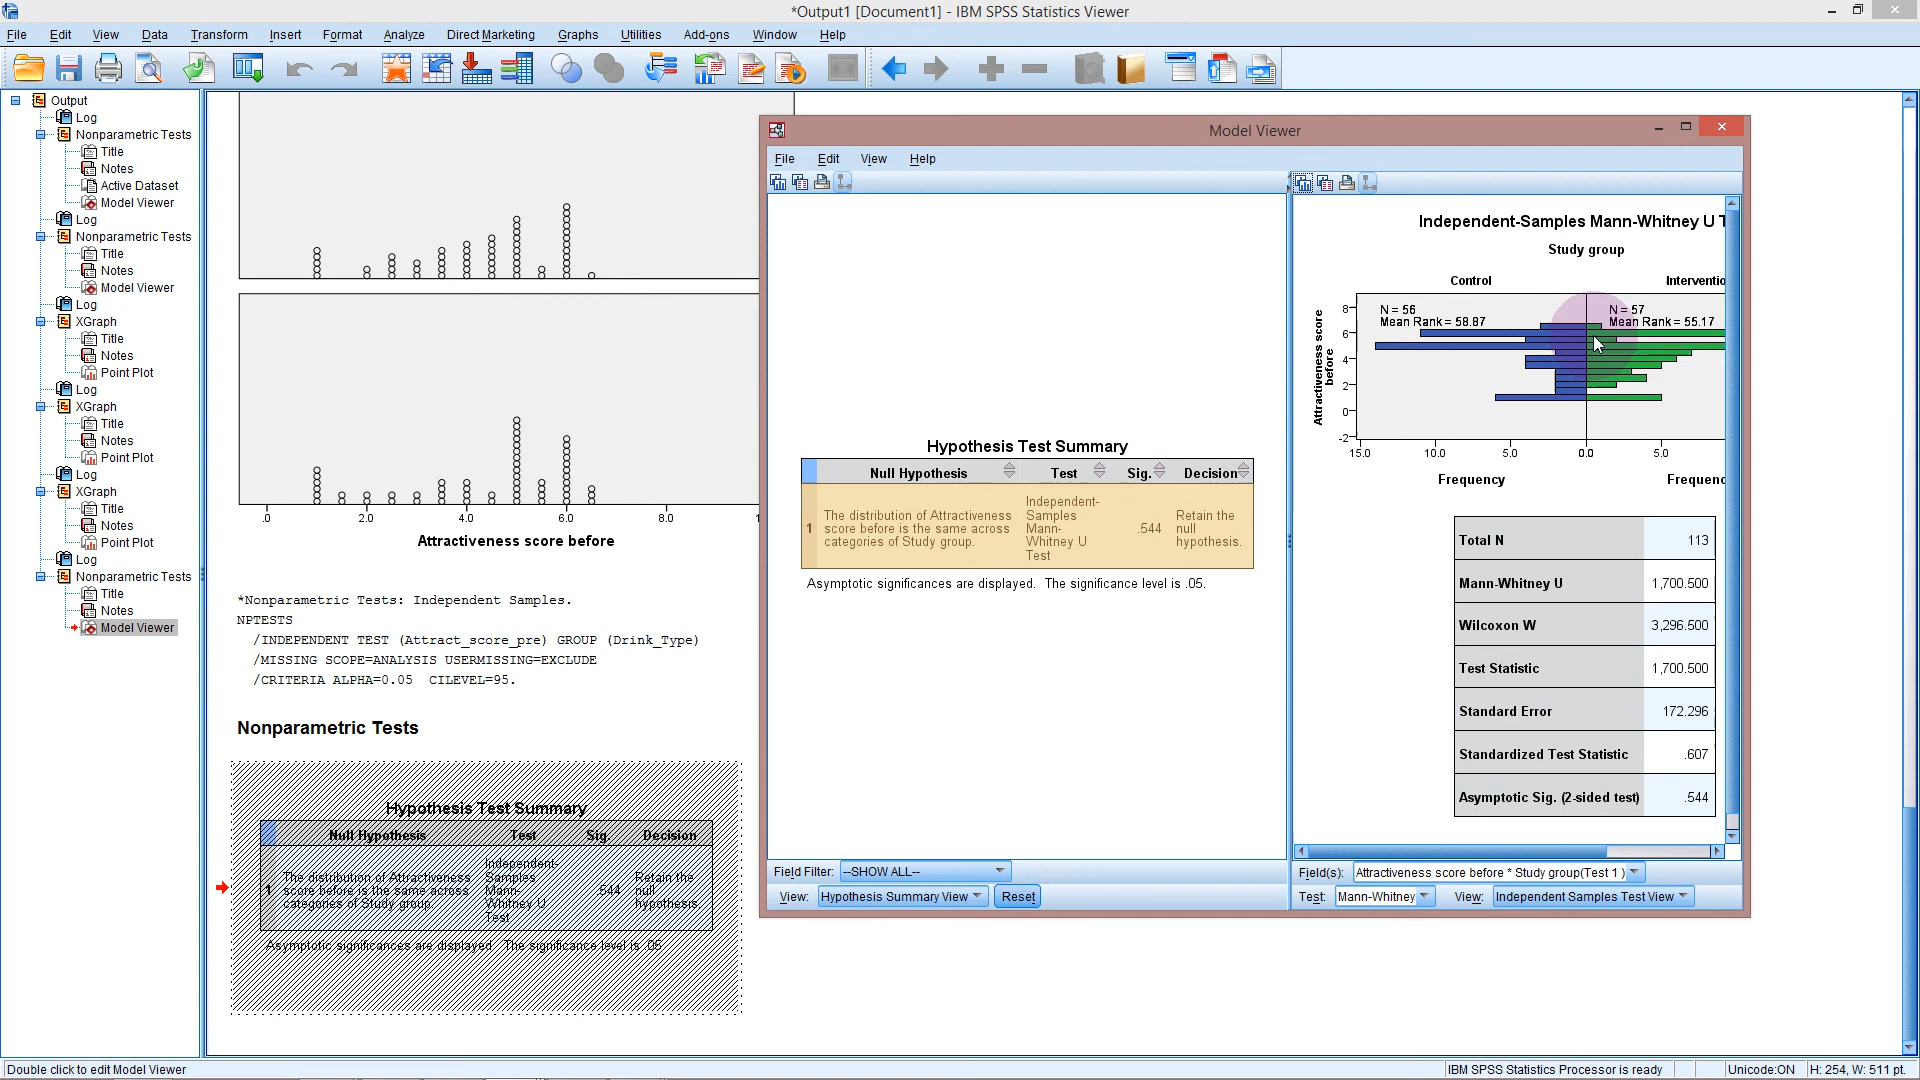 *Output1 [Document1] - IBM SPSS Statistics Viewer
File Edit View Data Transform Insert Format Analyze Direct Marketing Graphs Utilities Add-ons Window Help
Output
Log
Nonparametric Tests
Title
Notes
Active Dataset
Model Viewer
Log
Nonparametric Tests
Title
Notes
Model Viewer
Log
XGraph
Title
Notes
Point Plot
Log
XGraph
Title
Notes
Point Plot
Log
XGraph
Title
Notes
Point Plot
Log
Nonparametric Tests
Title
Notes
Model Viewer
.0 2.0 4.0 6.0 8.0
Attractiveness score before
*Nonparametric Tests: Independent Samples.
NPTESTS
/INDEPENDENT TEST (Attract_score_pre) GROUP (Drink_Type)
/MISSING SCOPE=ANALYSIS USERMISSING=EXCLUDE
/CRITERIA ALPHA=0.05 CILEVEL=95.
Nonparametric Tests
Hypothesis Test Summary
Null Hypothesis Test Sig. Decision
1 The distribution of Attractiveness score before is the same across categories of Study group. Independent-Samples Mann-Whitney U Test .544 Retain the null hypothesis.
Asymptotic significances are displayed. The significance level is .05.
Model Viewer
File Edit View Help
Hypothesis Test Summary
Null Hypothesis Test Sig. Decision
1 The distribution of Attractiveness score before is the same across categories of Study group. Independent-Samples Mann-Whitney U Test .544 Retain the null hypothesis.
Asymptotic significances are displayed. The significance level is .05.
Field Filter: --SHOW ALL--
View: Hypothesis Summary View Reset
Independent-Samples Mann-Whitney U T
Study group
Control Interventio
N = 56 N = 57
Mean Rank = 58.87 Mean Rank = 55.17
Attractiveness score before
8
6
4
2
0
-2
15.0 10.0 5.0 0.0 5.0
Frequency Frequenc
Total N 113
Mann-Whitney U 1,700.500
Wilcoxon W 3,296.500
Test Statistic 1,700.500
Standard Error 172.296
Standardized Test Statistic .607
Asymptotic Sig. (2-sided test) .544
Field(s): Attractiveness score before * Study group(Test 1 )
Test: Mann-Whitney View: Independent Samples Test View
Double click to edit Model Viewer
IBM SPSS Statistics Processor is ready Unicode:ON H: 254, W: 511 pt.